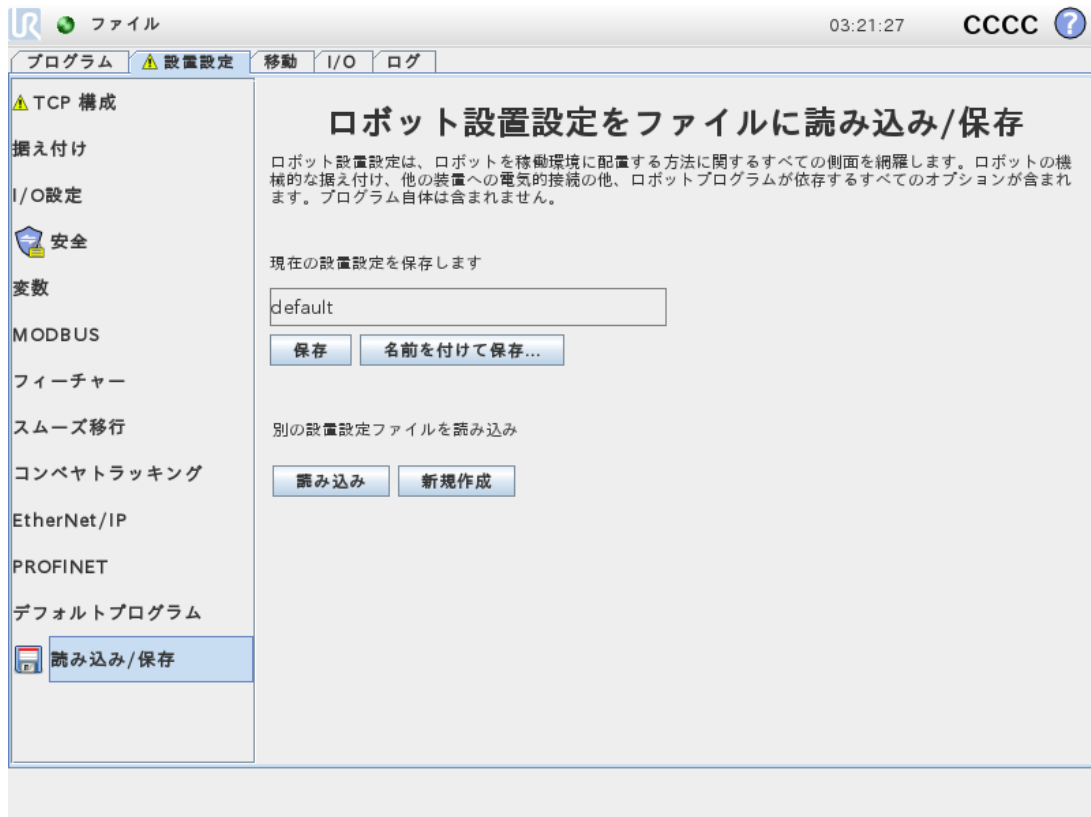 UR ファイル 03:21:27 CCCC ?
プログラム 設置設定 移動 I/O ログ
TCP 構成
据え付け
I/O設定
安全
変数
MODBUS
フィーチャー
スムーズ移行
コンベヤトラッキング
EtherNet/IP
PROFINET
デフォルトプログラム
読み込み/保存
ロボット設置設定をファイルに読み込み/保存
ロボット設置設定は、ロボットを稼働環境に配置する方法に関するすべての側面を網羅します。ロボットの機
械的な据え付け、他の装置への電気的接続の他、ロボットプログラムが依存するすべてのオプションが含まれ
ます。プログラム自体は含まれません。
現在の設置設定を保存します
default
保存 名前を付けて保存...
別の設置設定ファイルを読み込み
読み込み 新規作成